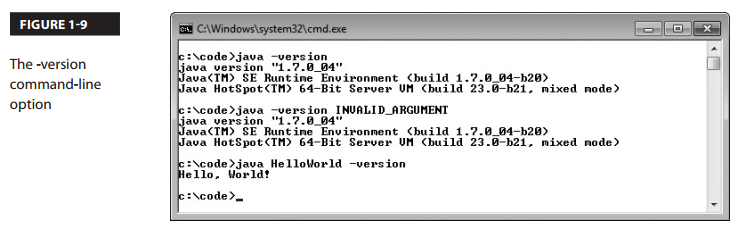 FIGURE 1-9
The -version
command-line
option
C:\Windows\system32\cmd.exe
c:\code>java -version
java version "1.7.0_04"
Java(TM) SE Runtime Environment (build 1.7.0_04-b20)
Java HotSpot(TM) 64-Bit Server VM (build 23.0-b21, mixed mode)
c:\code>java -version INVALID_ARGUMENT
java version "1.7.0_04"
Java(TM) SE Runtime Environment (build 1.7.0_04-b20)
Java HotSpot(TM) 64-Bit Server VM (build 23.0-b21, mixed mode)
c:\code>java HelloWorld -version
Hello, World!
c:\code>_